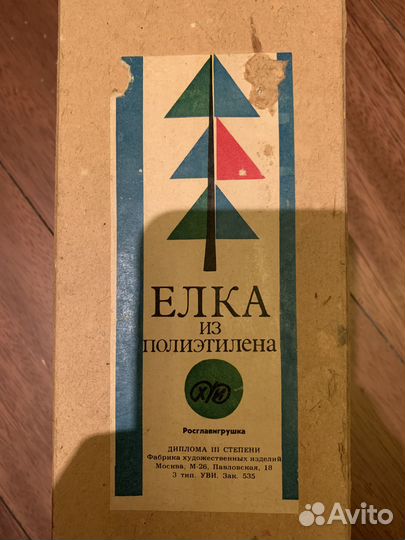 ЕЛКА
ИЗ
ПОЛИЭТИЛЕНА
Росглавигрушка
ДИПЛОМА III СТЕПЕНИ
Фабрика художественных изделий
Москва, М-26, Павловская, 18
3 тип. УВИ. Зак. 535
Avito